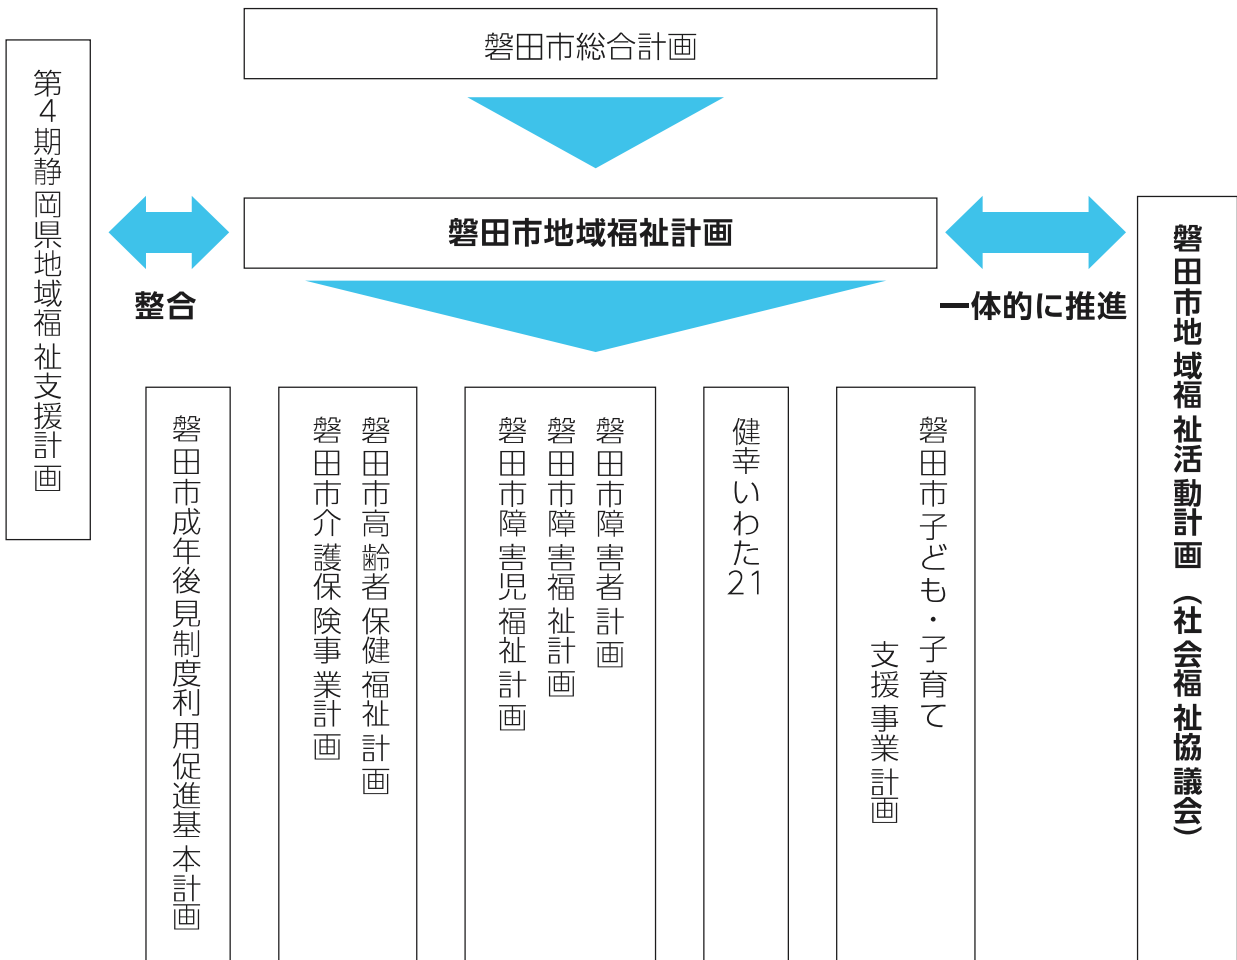 磐田市総合計画
第4期静岡県地域福祉支援計画
磐田市地域福祉計画
整合
一体的に推進
磐田市地域福祉活動計画（社会福祉協議会）
磐田市子ども・子育て
支援事業計画
健幸いわた21
磐田市障害者計画
磐田市障害福祉計画
磐田市障害児福祉計画
磐田市高齢者保健福祉計画
磐田市介護保険事業計画
磐田市成年後見制度利用促進基本計画